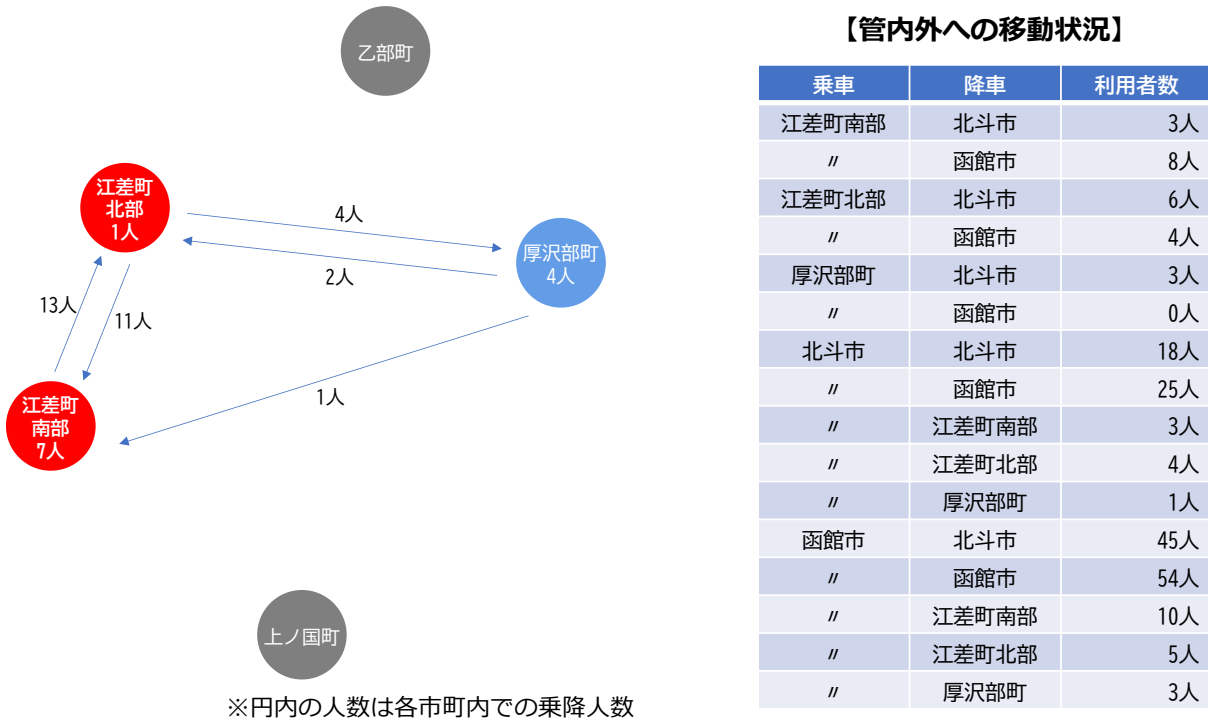 乙部町
江差町
北部
1人
4人
厚沢部町
4人
2人
13人
11人
1人
江差町
南部
7人
上ノ国町
※円内の人数は各市町内での乗降人数
【管内外への移動状況】
乗車 降車 利用者数
江差町南部 北斗市 3人
〃 函館市 8人
江差町北部 北斗市 6人
〃 函館市 4人
厚沢部町 北斗市 3人
〃 函館市 0人
北斗市 北斗市 18人
〃 函館市 25人
〃 江差町南部 3人
〃 江差町北部 4人
〃 厚沢部町 1人
函館市 北斗市 45人
〃 函館市 54人
〃 江差町南部 10人
〃 江差町北部 5人
〃 厚沢部町 3人